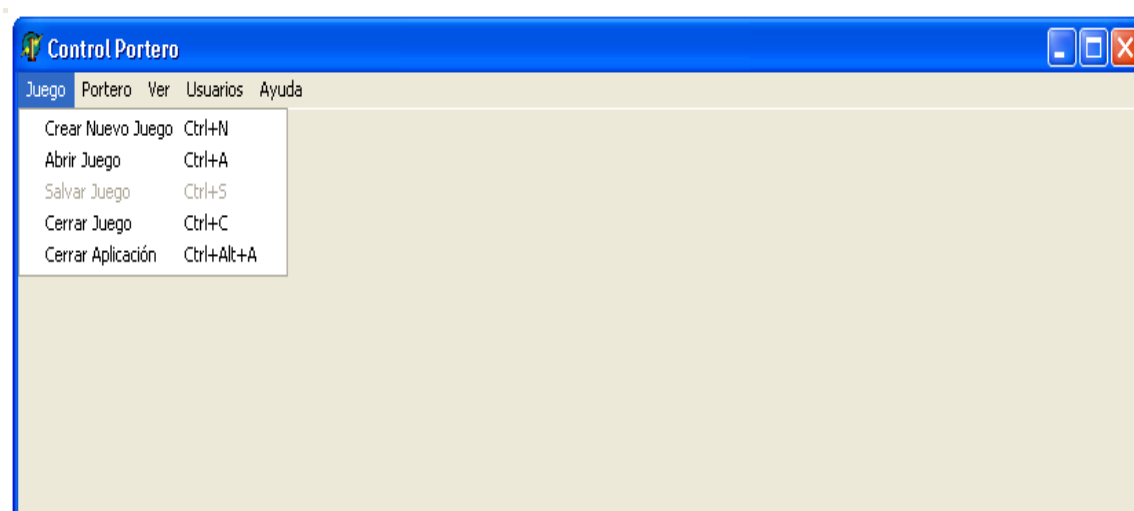 Control Portero
Juego Portero Ver Usuarios Ayuda
Crear Nuevo Juego Ctrl+N
Abrir Juego Ctrl+A
Salvar Juego Ctrl+S
Cerrar Juego Ctrl+C
Cerrar Aplicación Ctrl+Alt+A